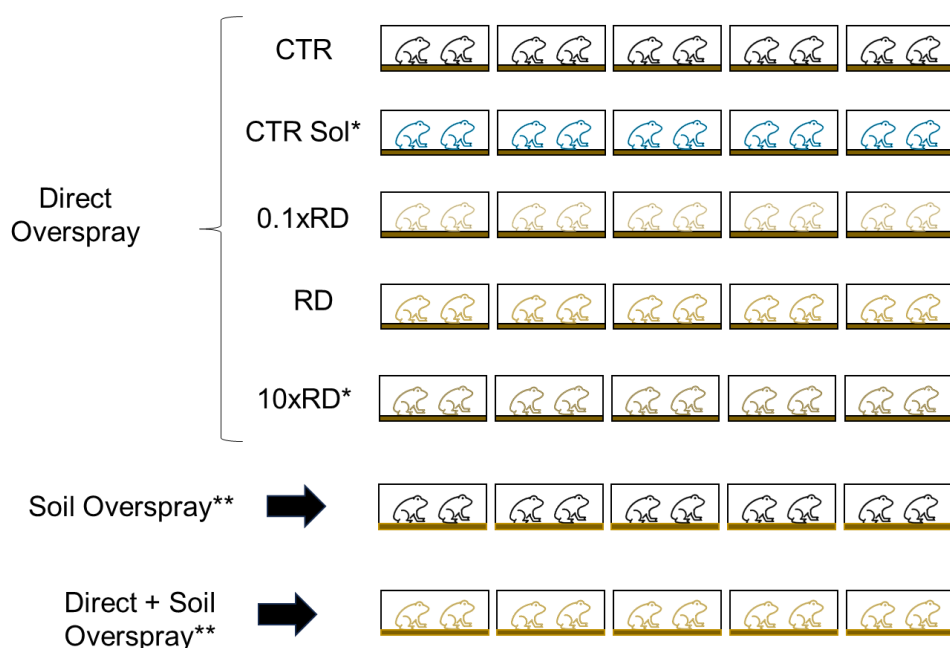 CTR
CTR Sol*
Direct
Overspray
0.1xRD
RD
10xRD*
Soil Overspray**
Direct + Soil
Overspray**